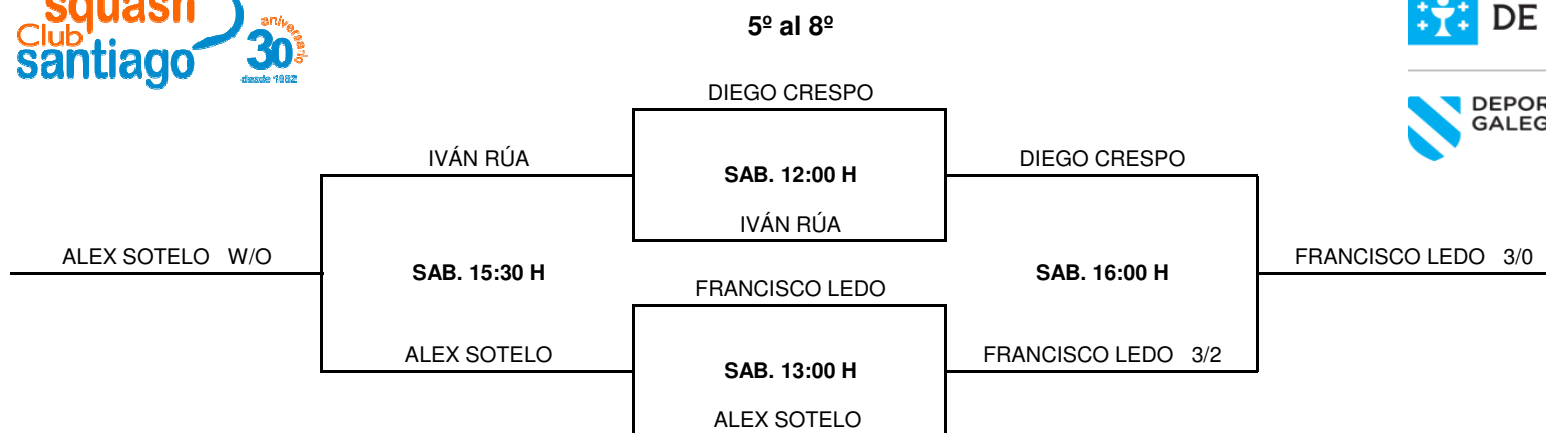 squash
Club
santiago
aniversario
30
desde 1982
5º al 8º
DE
DEPOR
GALEG
DIEGO CRESPO
IVÁN RÚA
SAB. 12:00 H
DIEGO CRESPO
IVÁN RÚA
ALEX SOTELO W/O
SAB. 15:30 H
SAB. 16:00 H
FRANCISCO LEDO 3/0
FRANCISCO LEDO
ALEX SOTELO
SAB. 13:00 H
FRANCISCO LEDO 3/2
ALEX SOTELO